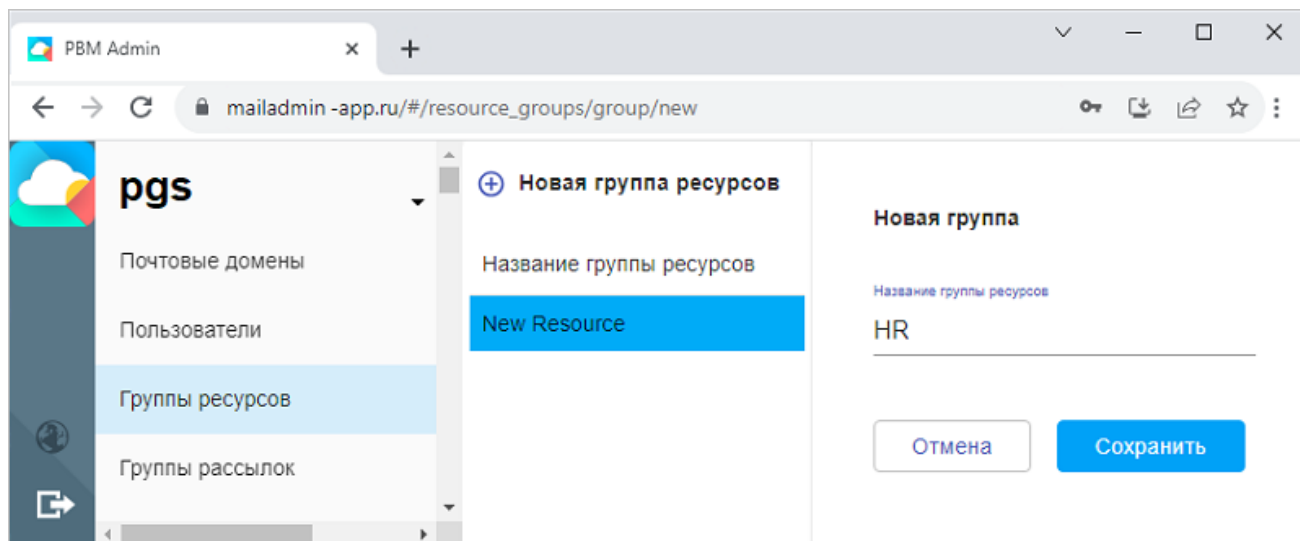 PBM Admin
mailadmin -app.ru/#/resource_groups/group/new
pgs
Почтовые домены
Пользователи
Группы ресурсов
Группы рассылок
Новая группа ресурсов
Название группы ресурсов
New Resource
Новая группа
Название группы ресурсов
HR
Отмена
Сохранить